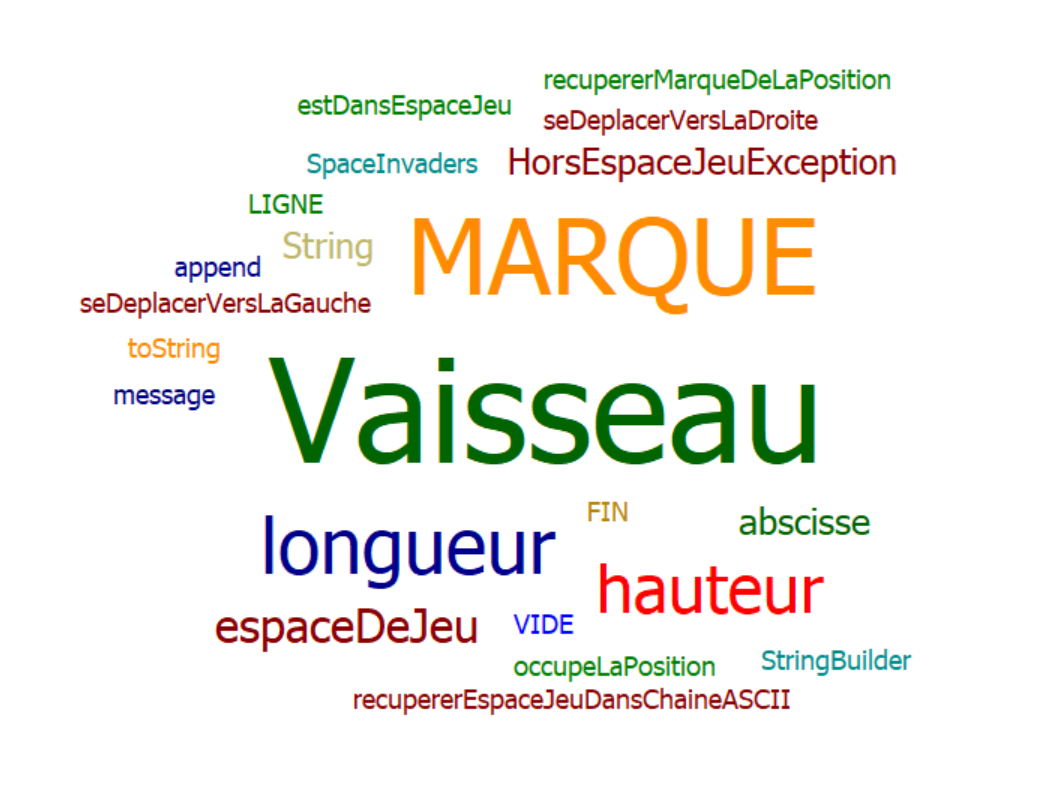 recupererMarqueDeLaPosition
estDansEspaceJeu
seDeplacerVersLaDroite
SpaceInvaders
HorsEspaceJeuException
LIGNE
String
MARQUE
append
seDeplacerVersLaGauche
toString
message
Vaisseau
FIN
abscisse
longueur
hauteur
espaceDeJeu
VIDE
occupeLaPosition
StringBuilder
recupererEspaceJeuDansChaineASCII